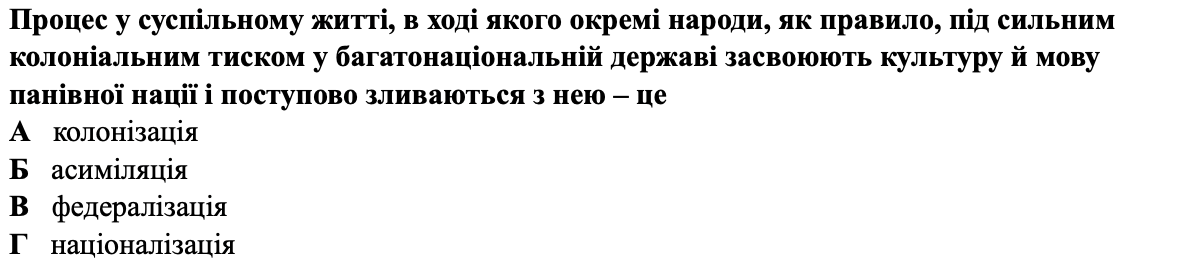 Процес у суспільному житті, в ході якого окремі народи, як правило, під сильним
колоніальним тиском у багатонаціональній державі засвоюють культуру й мову
панівної нації і поступово зливаються з нею – це
А колонізація
Б асиміляція
В федералізація
Г націоналізація